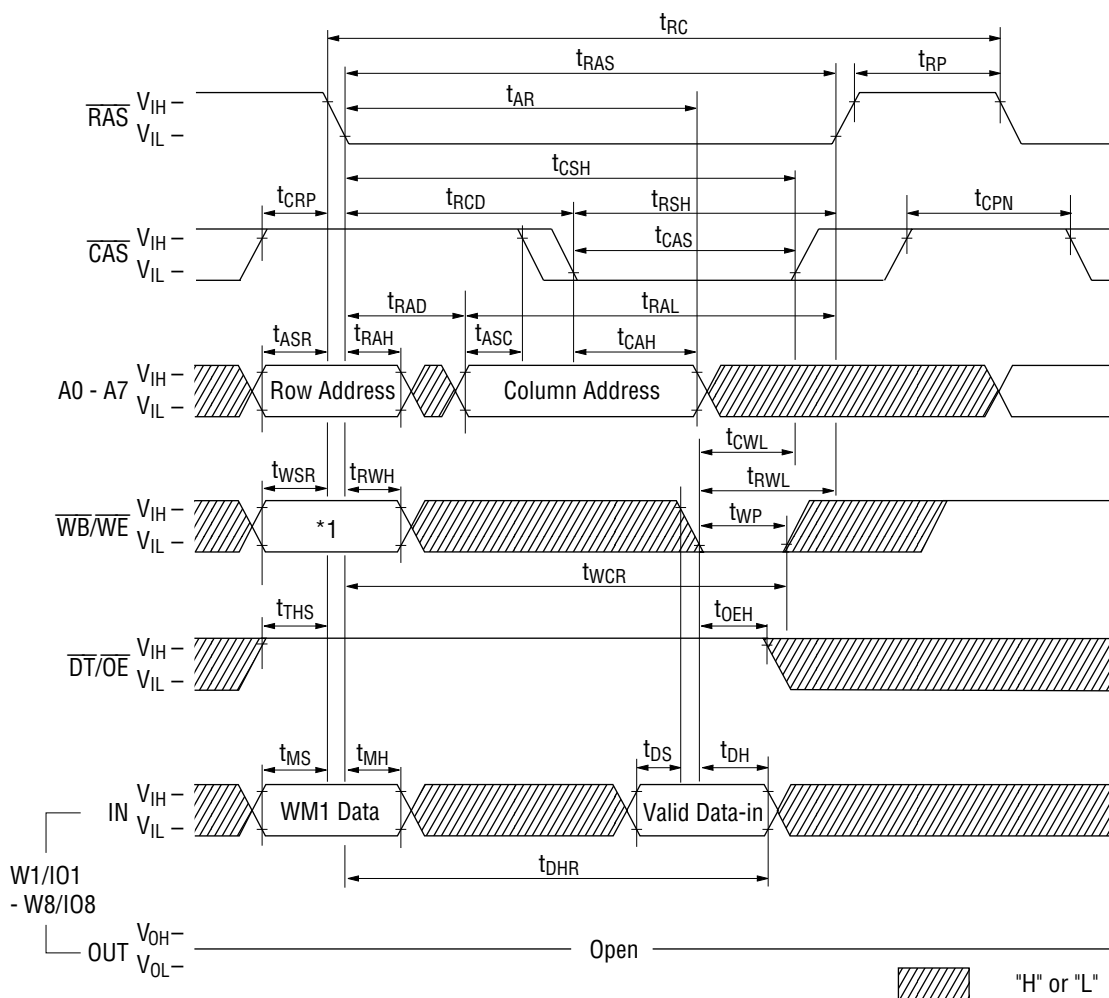 tRC
tRAS
tRP
tAR
RAS VIH –
VIL –
tCSH
tCRP
tRCD
tRSH
tCPN
CAS VIH –
VIL –
tCAS
tRAD
tRAL
tASR
tRAH
tASC
tCAH
A0 - A7 VIH –
VIL –
Row Address
Column Address
tCWL
tWSR
tRWH
tRWL
WB/WE VIH –
VIL –
*1
tWP
tWCR
tTHS
tOEH
DT/OE VIH –
VIL –
tMS
tMH
tDS
tDH
IN VIH –
VIL –
WM1 Data
Valid Data-in
tDHR
W1/IO1
- W8/IO8
OUT VOH –
VOL –
Open
"H" or "L"